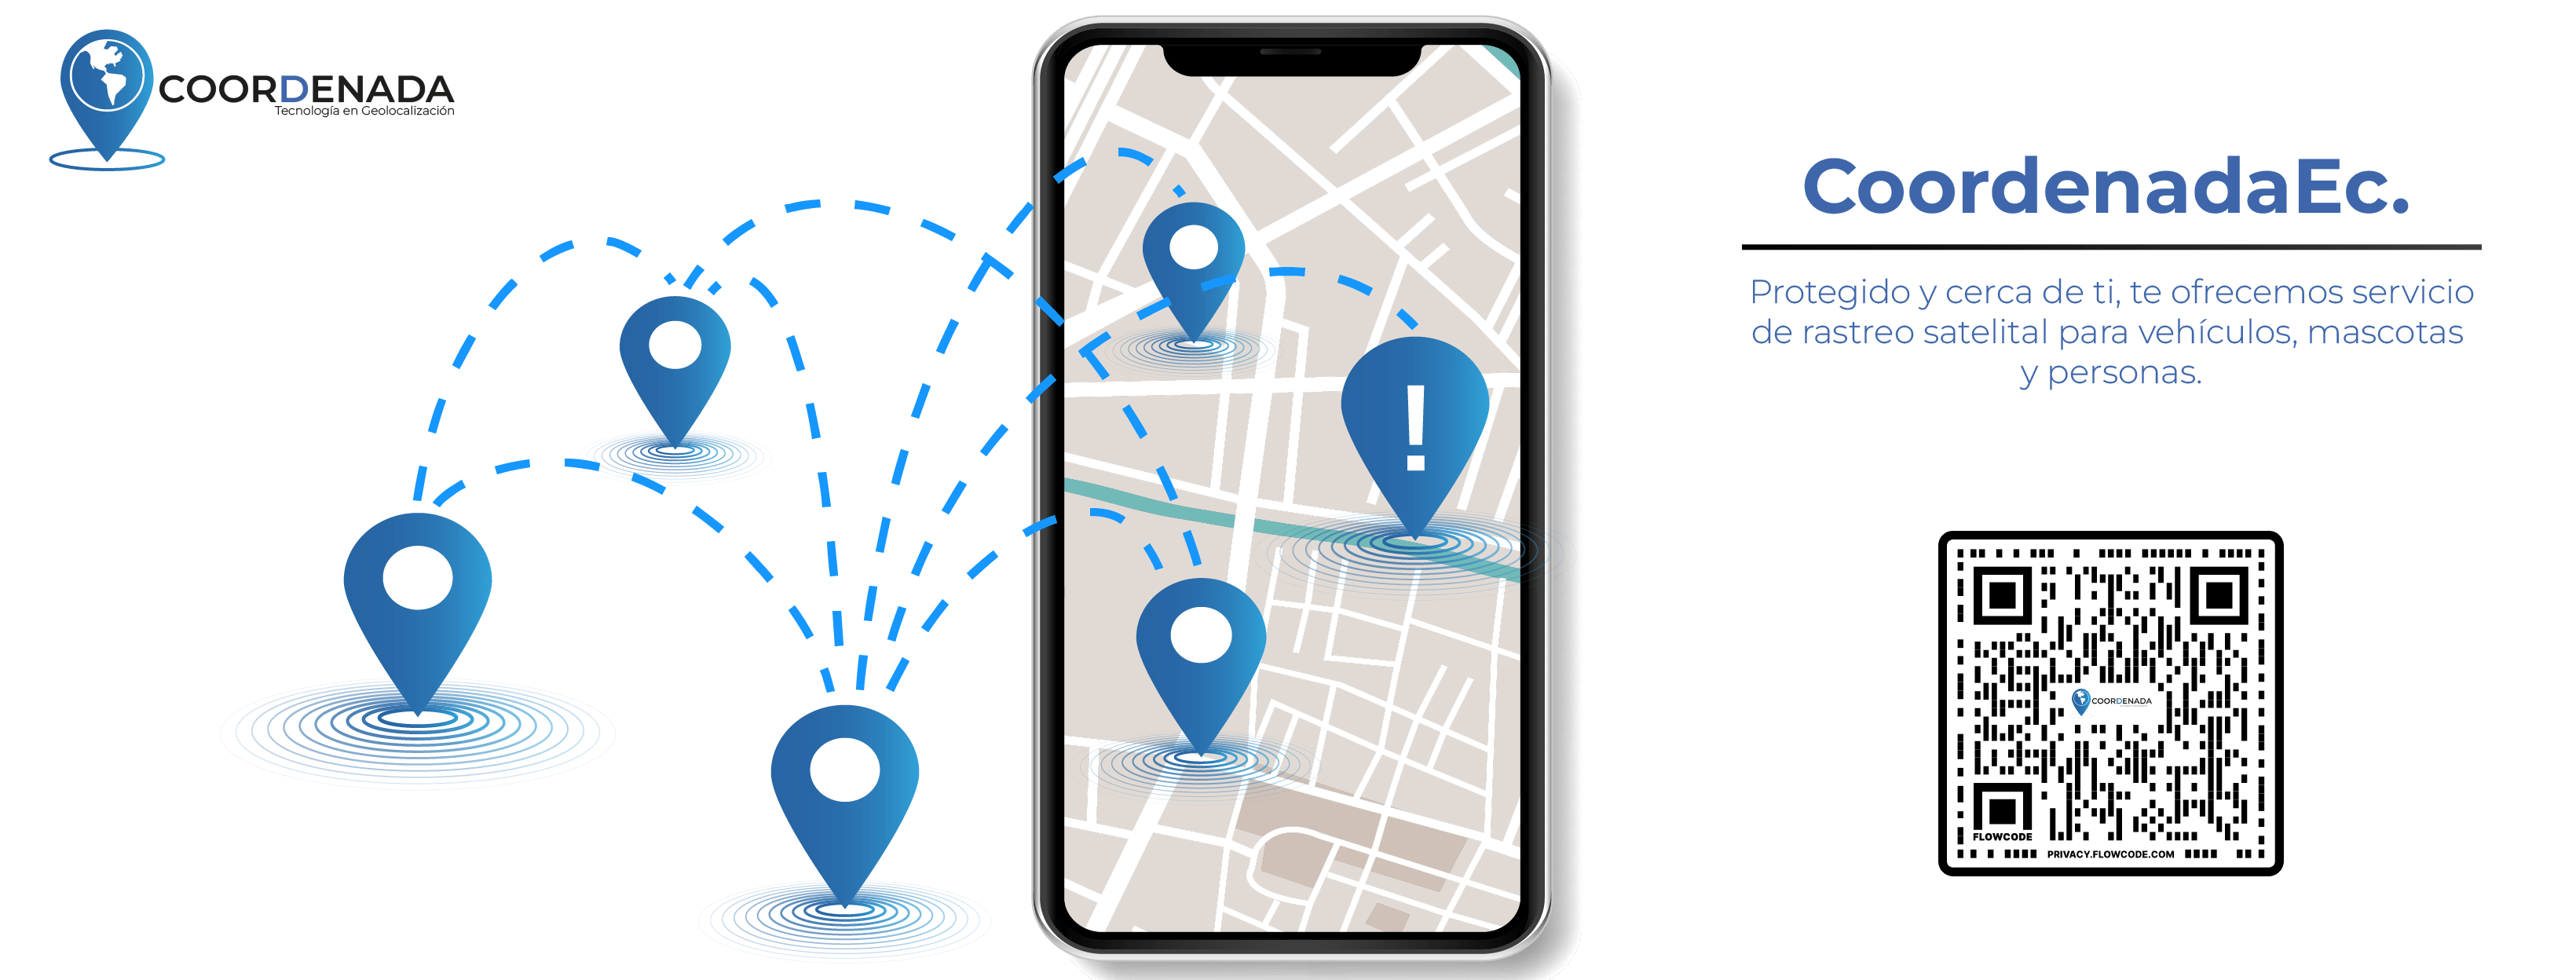 COORDENADA
Tecnología en Geolocalización
CoordenadaEc.
Protegido y cerca de ti, te ofrecemos servicio
de rastreo satelital para vehículos, mascotas
y personas.
!
COORDENADA
FLOWCODE
PRIVACY.FLOWCODE.COM